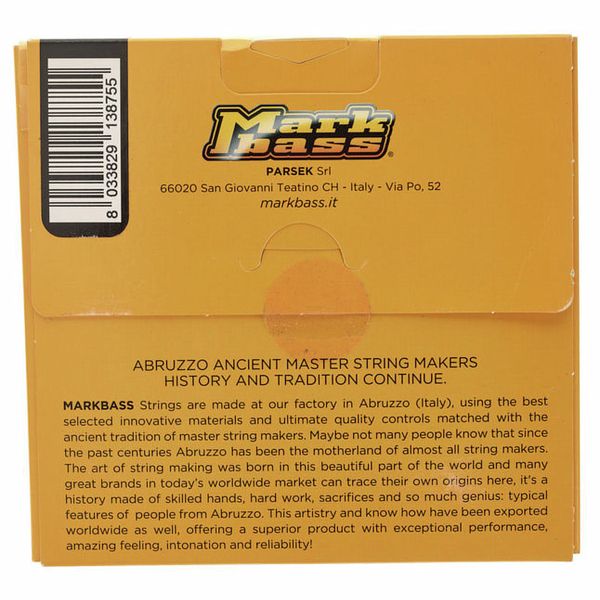 8 033829 138755
Mark
bass®
PARSEK Srl
66020 San Giovanni Teatino CH - Italy - Via Po, 52
markbass.it
ABRUZZO ANCIENT MASTER STRING MAKERS
HISTORY AND TRADITION CONTINUE.
MARKBASS Strings are made at our factory in Abruzzo (Italy), using the best
selected innovative materials and ultimate quality controls matched with the
ancient tradition of master string makers. Maybe not many people know that since
the past centuries Abruzzo has been the motherland of almost all string makers.
The art of string making was born in this beautiful part of the world and many
great brands in today's worldwide market can trace their own origins here, it's a
history made of skilled hands, hard work, sacrifices and so much genius: typical
features of people from Abruzzo. This artistry and know how have been exported
worldwide as well, offering a superior product with exceptional performance,
amazing feeling, intonation and reliability!